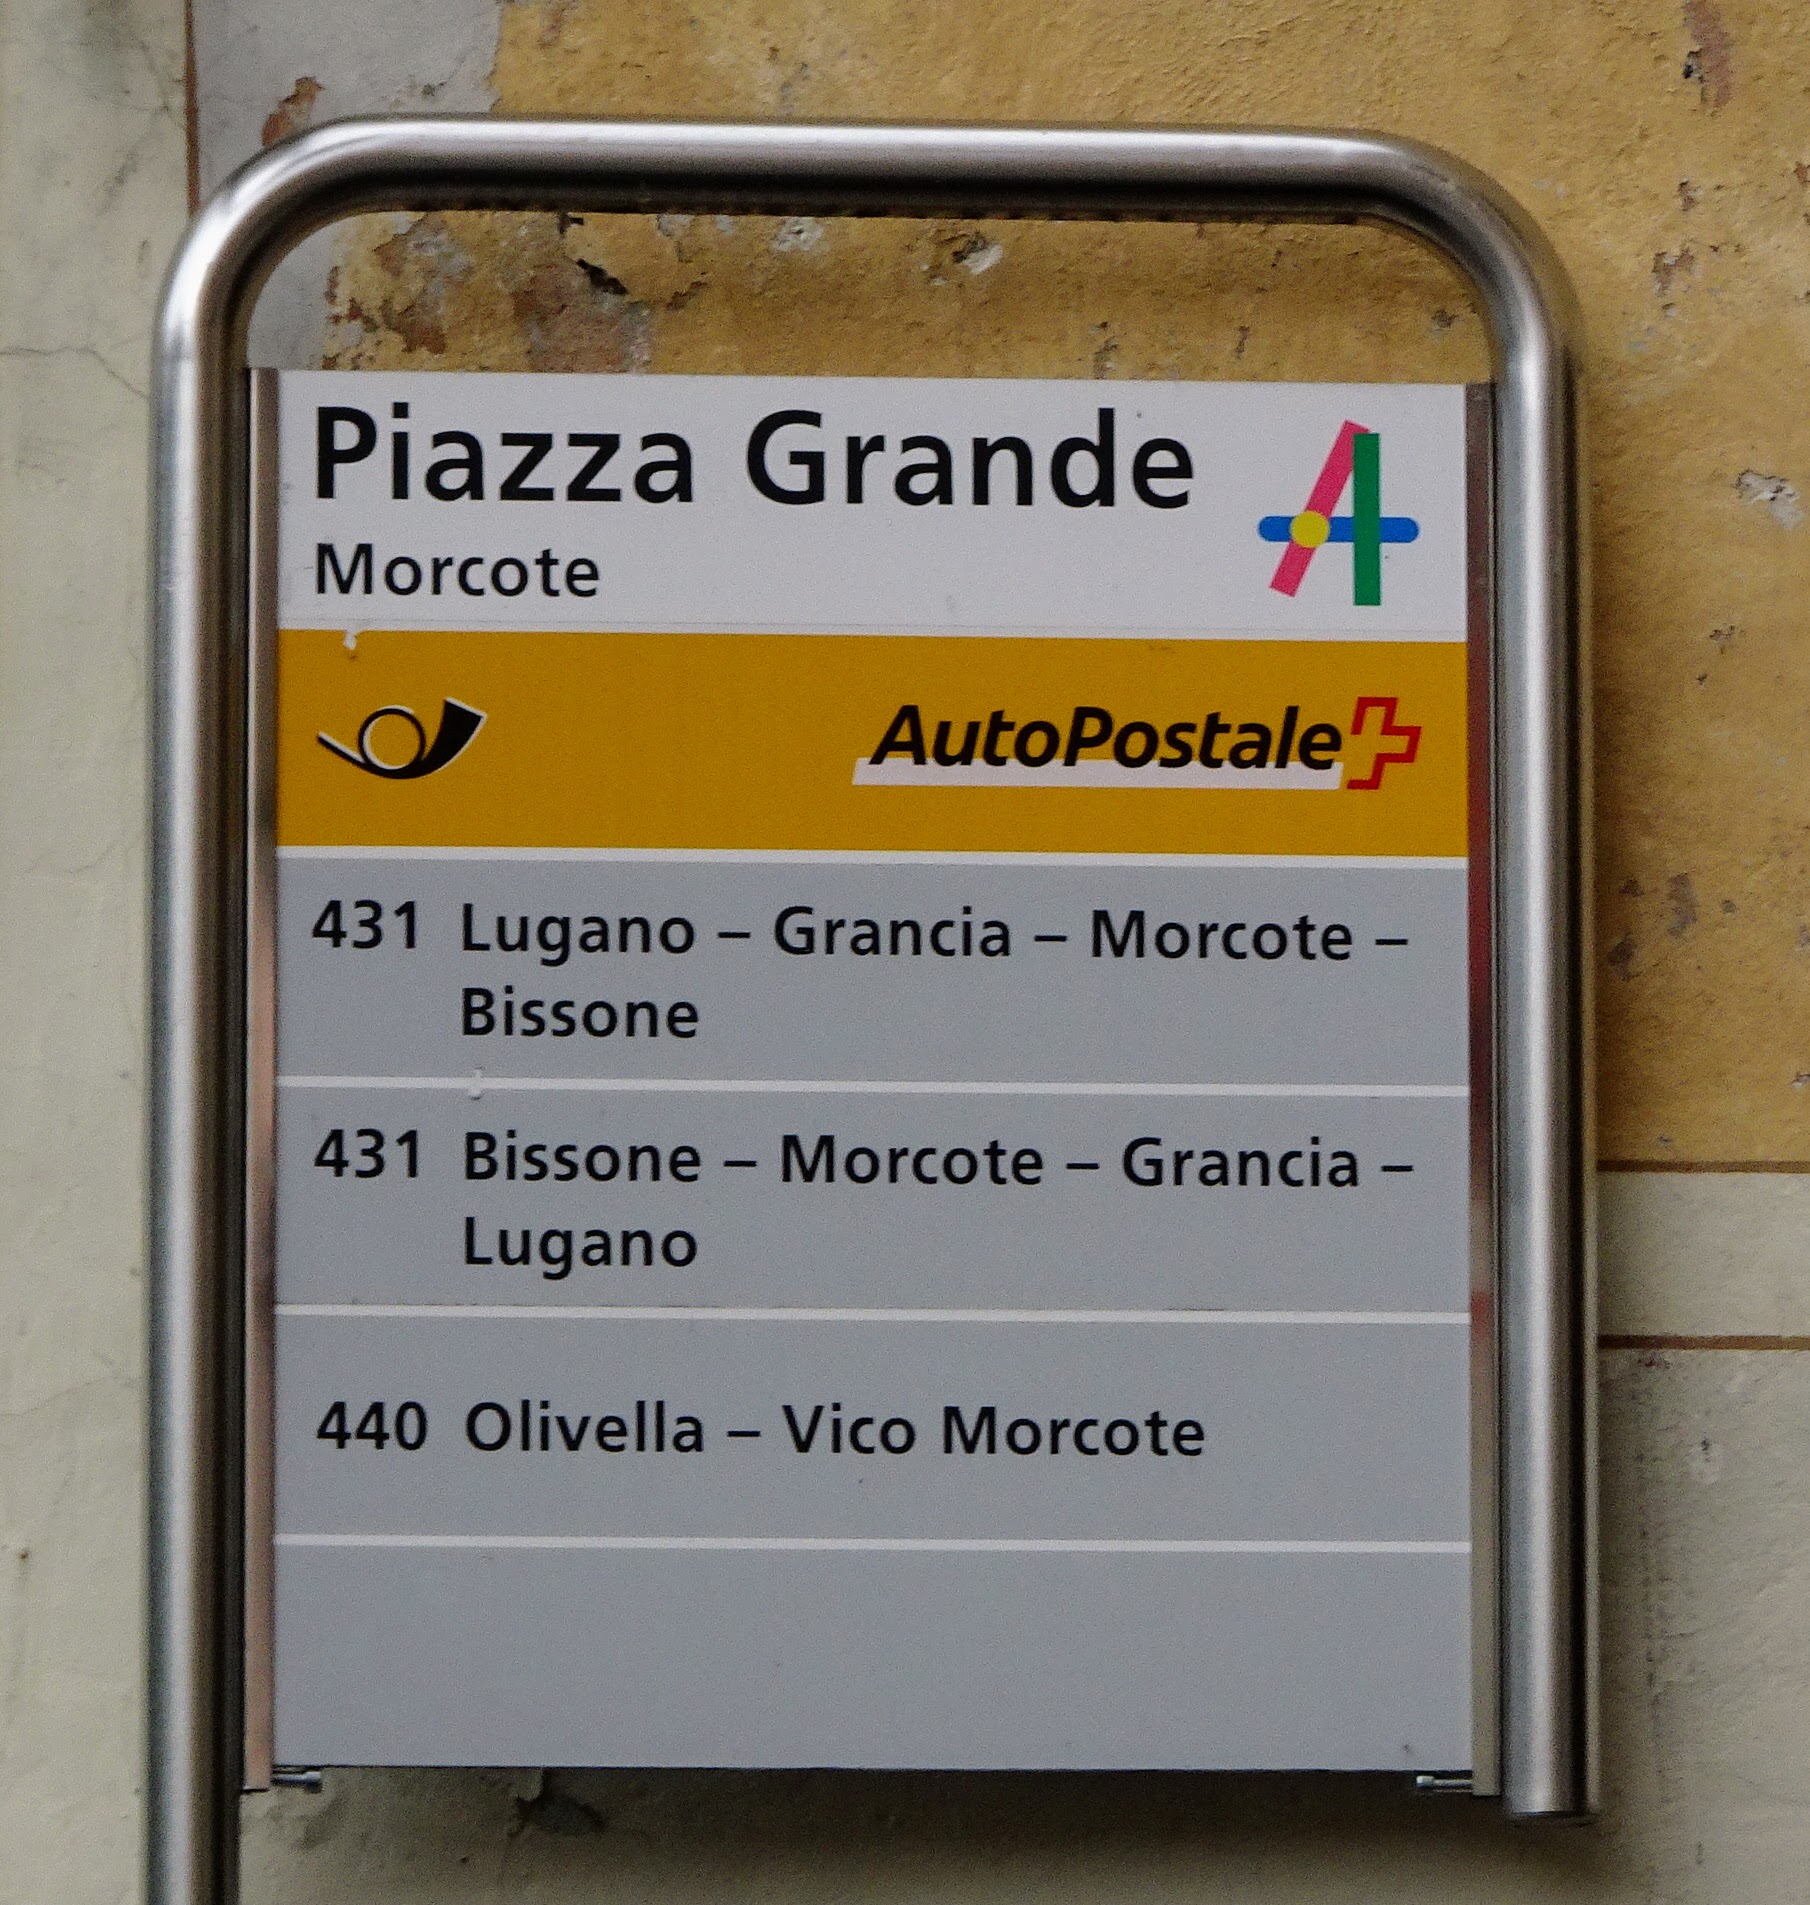 Piazza Grande
Morcote
AutoPostale
431 Lugano – Grancia – Morcote –
Bissone
431 Bissone – Morcote – Grancia –
Lugano
440 Olivella – Vico Morcote